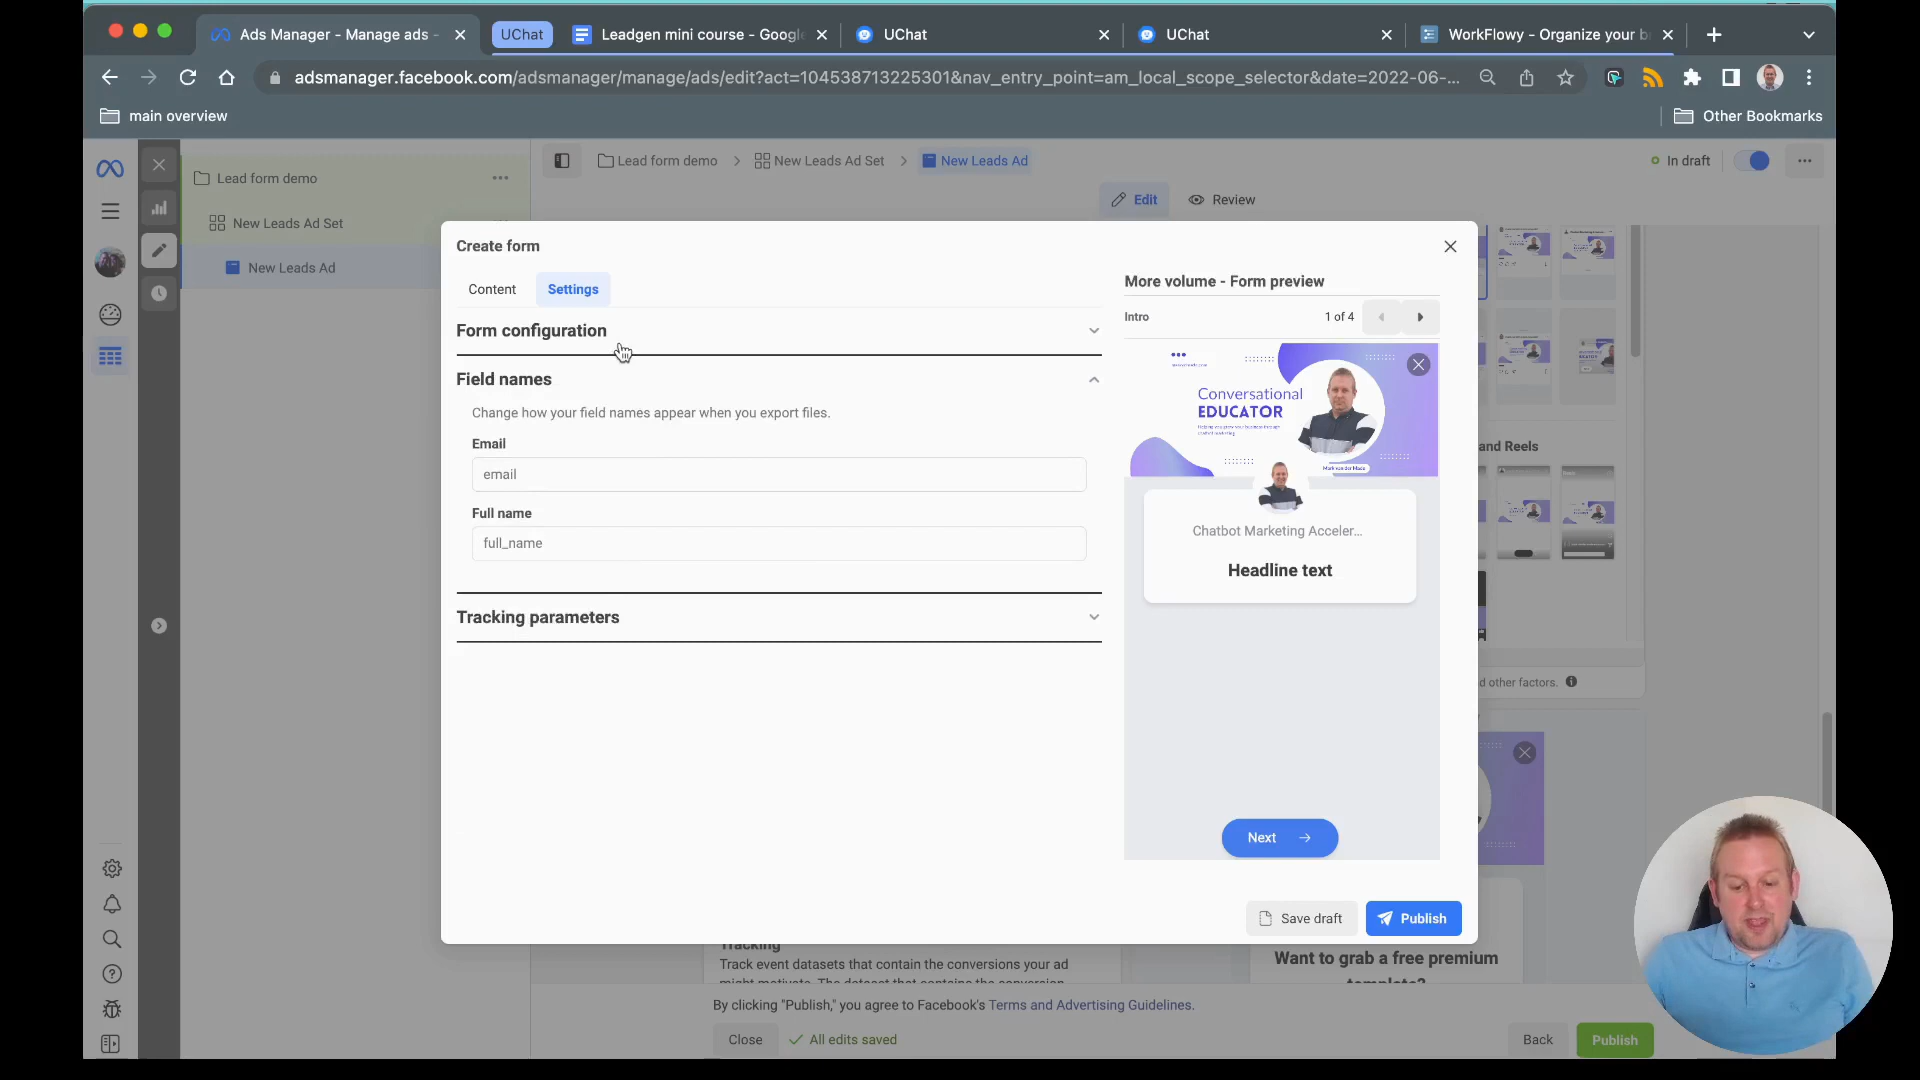 Ads Manager - Manage ads -
UChat
Leadgen mini course - Google
UChat
UChat
WorkFlowy - Organize your b
adsmanager.facebook.com/adsmanager/manage/ads/edit?act=104538713225301&nav_entry_point=am_local_scope_selector&date=2022-06-...
main overview
Other Bookmarks
Lead form demo
New Leads Ad Set
New Leads Ad
Lead form demo
New Leads Ad Set
New Leads Ad
In draft
Edit
Review
Create form
Content
Settings
Form configuration
Field names
Change how your field names appear when you export files.
Email
email
Full name
full_name
Tracking parameters
More volume - Form preview
Intro
1 of 4
Conversational
EDUCATOR
Mark van der Maas
Chatbot Marketing Acceler...
Headline text
Next
Save draft
Publish
and Reels
d other factors.
Tracking
Track event datasets that contain the conversions your ad
might motivate. The dataset that contains the conversion
Want to grab a free premium
template?
By clicking "Publish," you agree to Facebook's Terms and Advertising Guidelines.
Close
All edits saved
Back
Publish